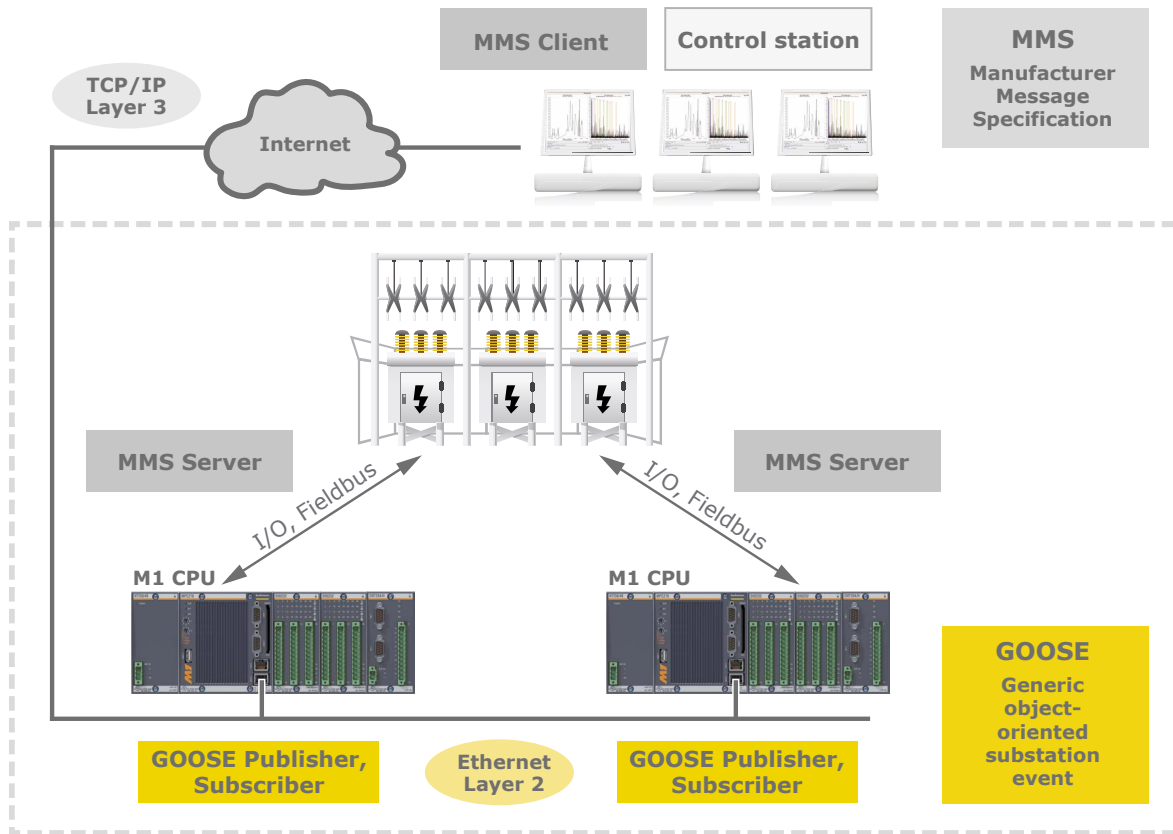 MMS Client
Control station
MMS
Manufacturer
Message
Specification
TCP/IP
Layer 3
Internet
MMS Server
MMS Server
I/O, Fieldbus
I/O, Fieldbus
M1 CPU
M1 CPU
GOOSE
Generic
object-
oriented
substation
event
GOOSE Publisher,
Subscriber
Ethernet
Layer 2
GOOSE Publisher,
Subscriber